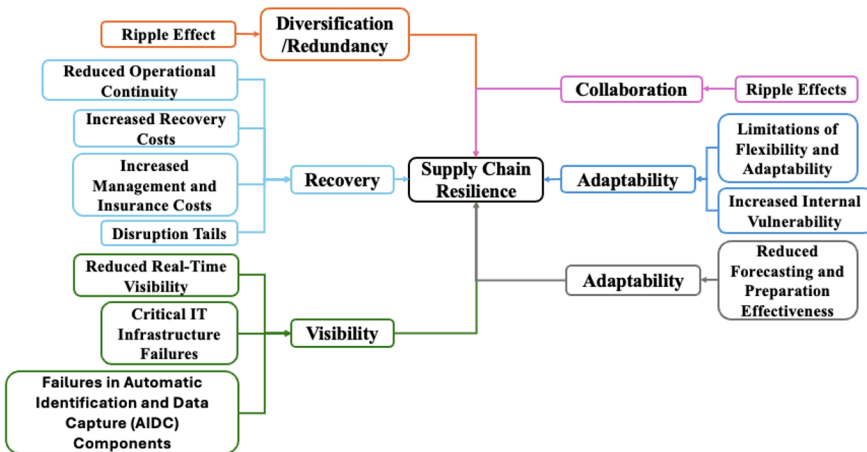 Ripple Effect
Diversification
/Redundancy
Reduced Operational
Continuity
Increased Recovery
Costs
Increased
Management and
Insurance Costs
Disruption Tails
Recovery
Reduced Real-Time
Visibility
Critical IT
Infrastructure
Failures
Failures in Automatic
Identification and Data
Capture (AIDC)
Components
Visibility
Supply Chain
Resilience
Collaboration
Ripple Effects
Adaptability
Limitations of
Flexibility and
Adaptability
Increased Internal
Vulnerability
Adaptability
Reduced
Forecasting and
Preparation
Effectiveness